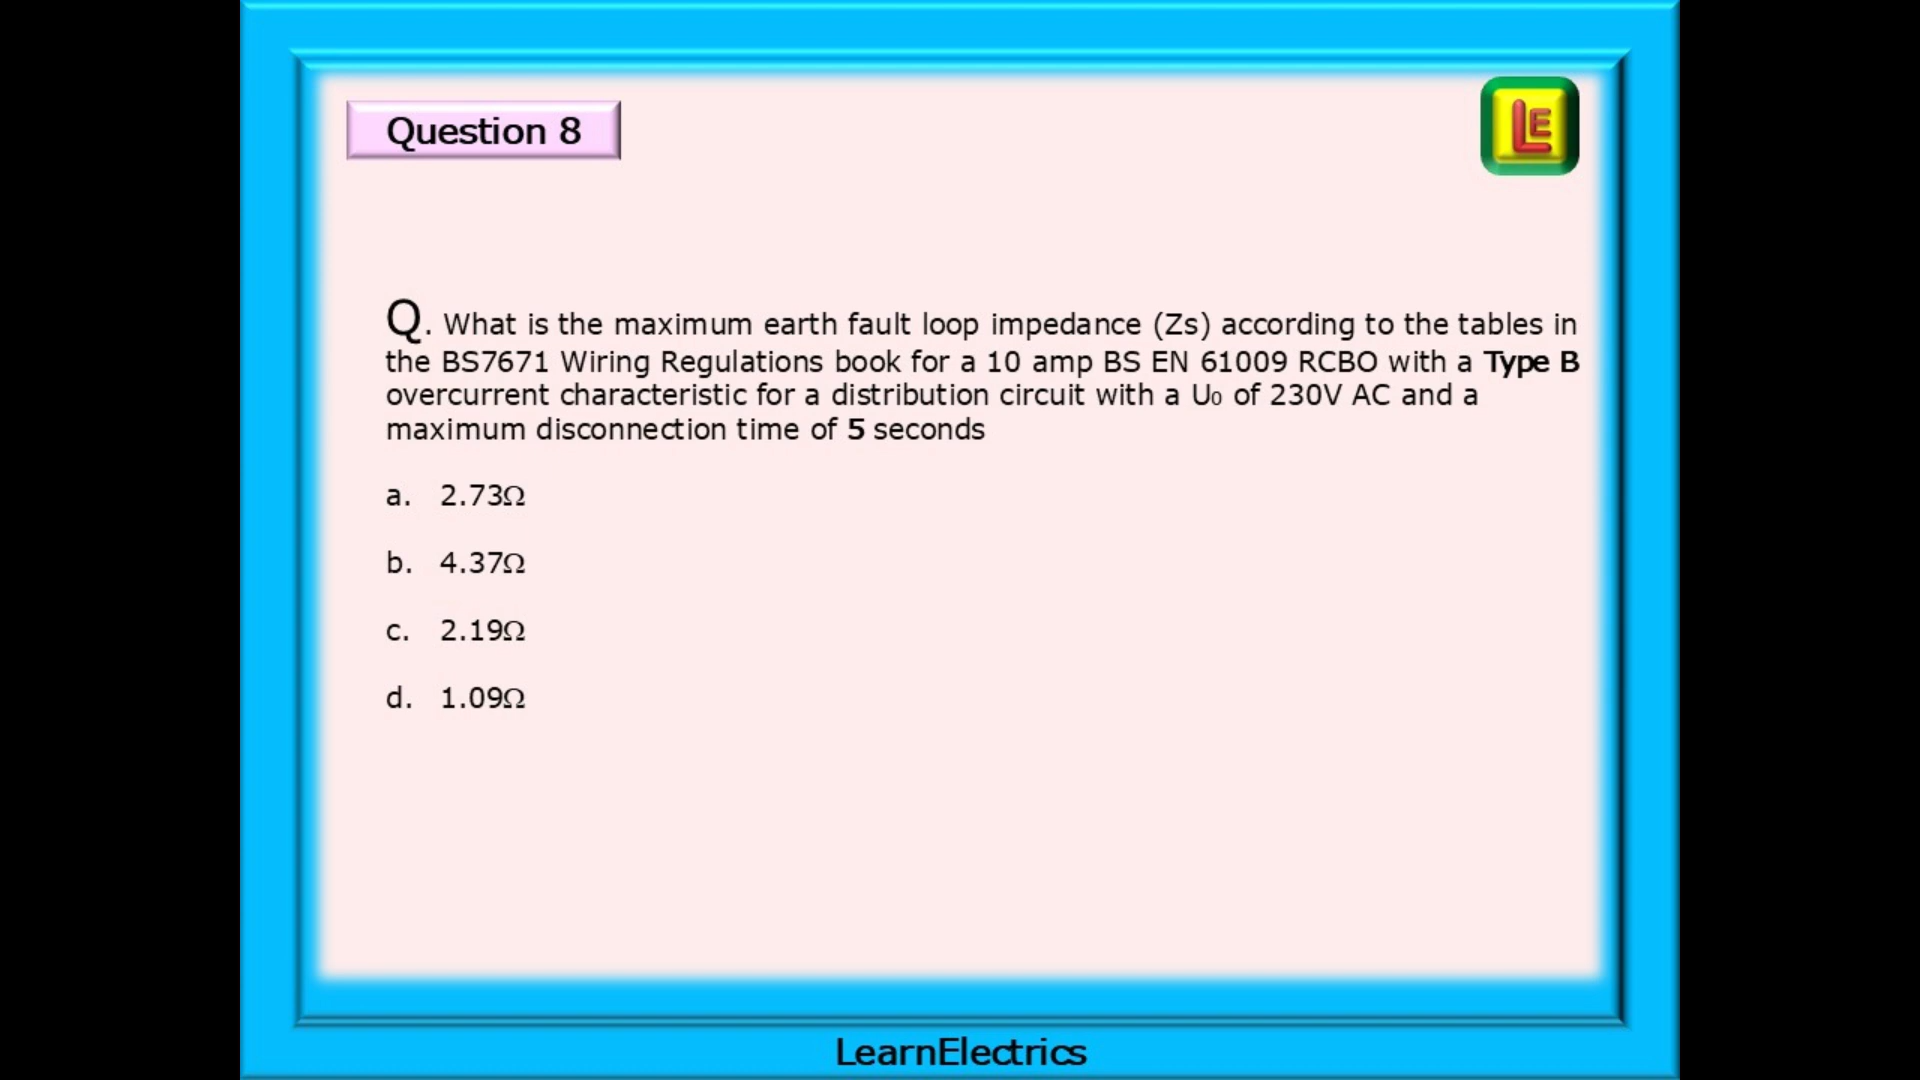 Question 8
LE
Q. What is the maximum earth fault loop impedance (Zs) according to the tables in
the BS7671 Wiring Regulations book for a 10 amp BS EN 61009 RCBO with a Type B
overcurrent characteristic for a distribution circuit with a U₀ of 230V AC and a
maximum disconnection time of 5 seconds
a. 2.73Ω
b. 4.37Ω
c. 2.19Ω
d. 1.09Ω
LearnElectrics